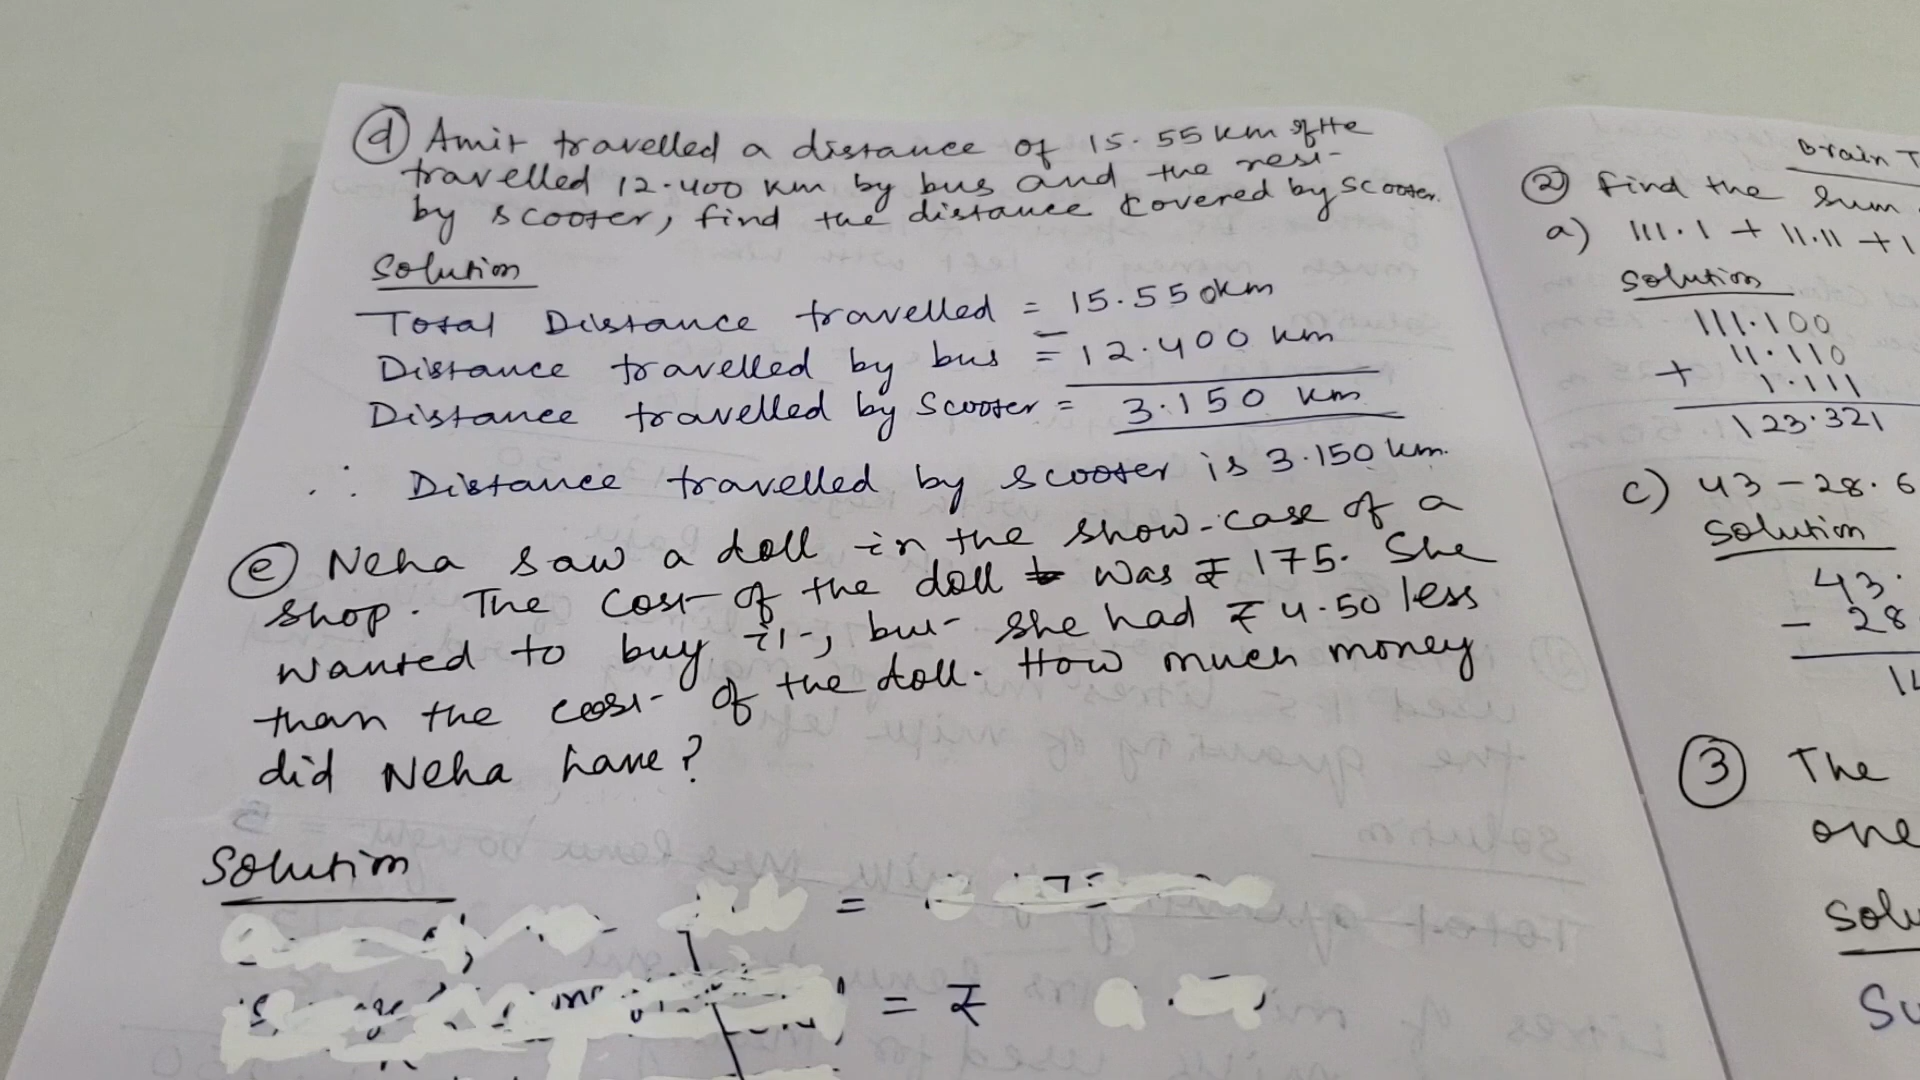 d) Amit travelled a distance of 15.55 km if He
travelled 12.400 km by bus and the rest
by scooter, find the distance covered by scooter.
Solution
Total Distance travelled = 15.550km
Distance travelled by bus = - 12.400 km
Distance travelled by scooter = 3.150 km
∴ Distance travelled by scooter is 3.150 km.
e) Neha saw a doll in the show-case of a
shop. The cost of the doll was ₹ 175. She
wanted to buy it, but she had ₹ 4.50 less
than the cost of the doll. How much money
did Neha have?
Solution
=
= ₹
Brain T
2) find the sum
a) 111.1 + 11.11 + 1
solution
111.100
11.110
+ 1.111
123.321
c) 43 - 28.6
solution
43.
- 28
14
3) The
one
solu
Su